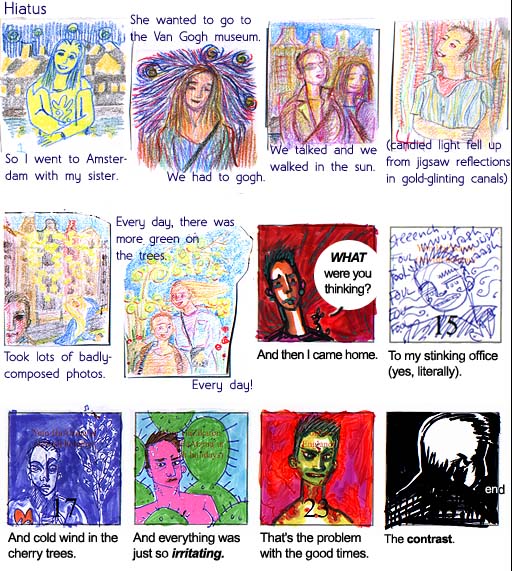 Hiatus
So I went to Amster-
dam with my sister.
She wanted to go to
the Van Gogh museum.
We had to gogh.
We talked and we
walked in the sun.
(candied light fell up
from jigsaw reflections
in gold-glinting canals)
Took lots of badly-
composed photos.
Every day, there was
more green on
the trees.
Every day!
WHAT
were you
thinking?
And then I came home.
15
To my stinking office
(yes, literally).
17
And cold wind in the
cherry trees.
And everything was
just so irritating.
23
That's the problem
with the good times.
end
The contrast.